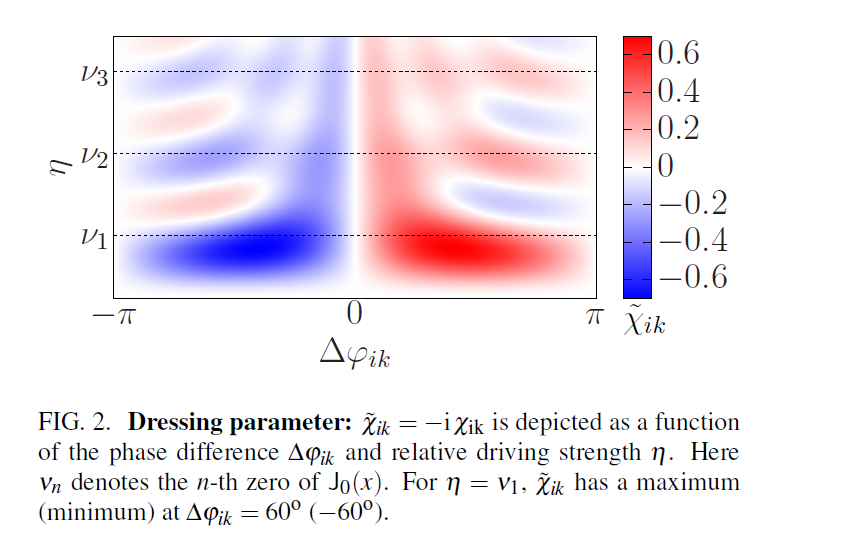 ν3
ν2
ν1
η
−π
0
π
Δφik
0.6
0.4
0.2
0
−0.2
−0.4
−0.6
χ̃ik
FIG. 2. Dressing parameter: χ̃ik = −i χik is depicted as a function
of the phase difference Δφik and relative driving strength η. Here
νn denotes the n-th zero of J0(x). For η = ν1, χ̃ik has a maximum
(minimum) at Δφik = 60o (−60o).